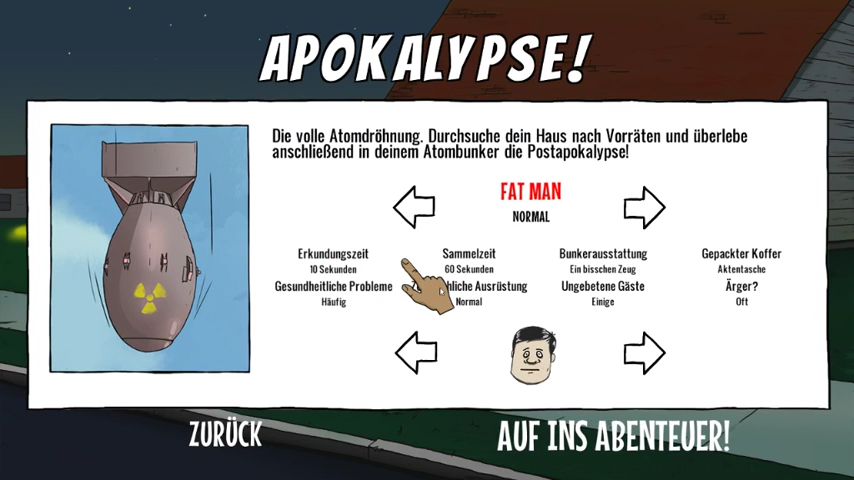 APOKALYPSE!
Die volle Atomdröhnung. Durchsuche dein Haus nach Vorräten und überlebe
anschließend in deinem Atombunker die Postapokalypse!
FAT MAN
NORMAL
Erkundungszeit Sammelzeit Bunkerausstattung Gepackter Koffer
10 Sekunden 60 Sekunden Ein bisschen Zeug Aktentasche
Gesundheitliche Probleme hliche Ausrüstung Ungebetene Gäste Ärger?
Häufig Normal Einige Oft
ZURÜCK AUF INS ABENTEUER!